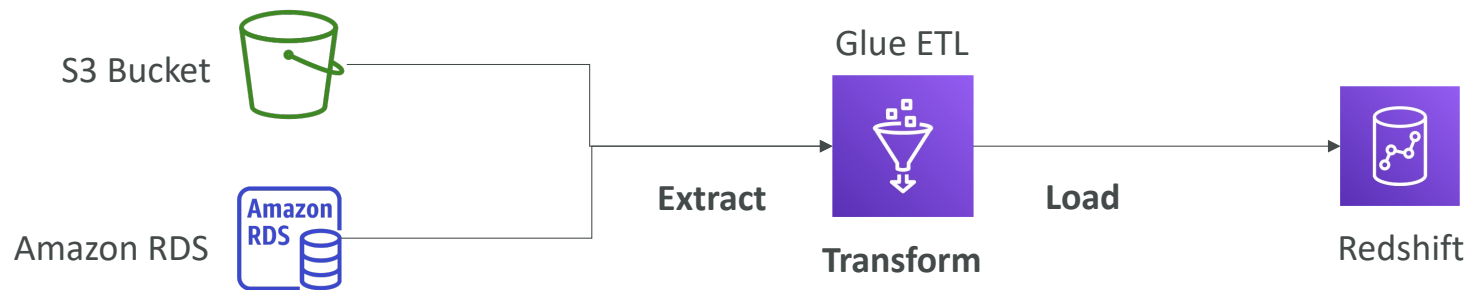 Glue ETL
S3 Bucket
Amazon
RDS
Extract
Load
Amazon RDS
Transform
Redshift